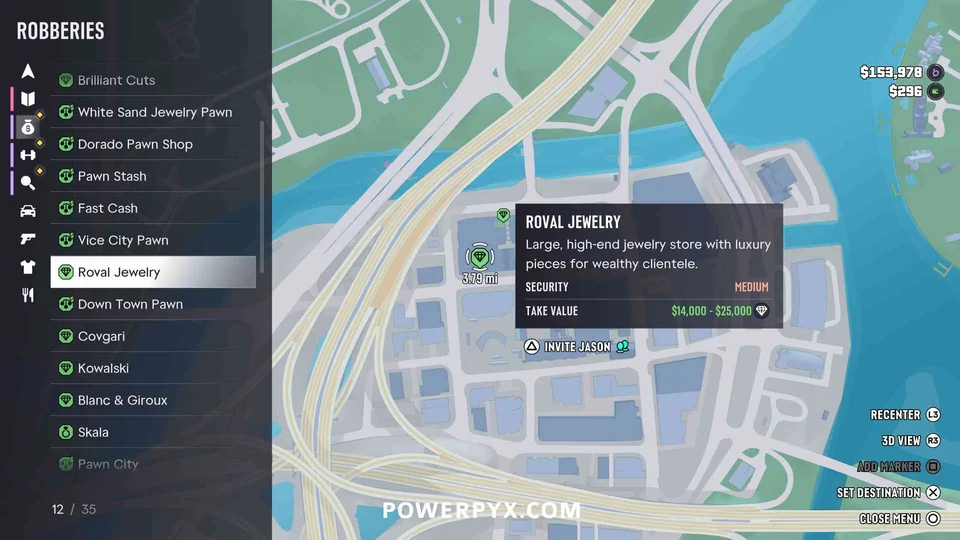 ROBBERIES
Brilliant Cuts
White Sand Jewelry Pawn
Dorado Pawn Shop
Pawn Stash
Fast Cash
Vice City Pawn
Roval Jewelry
Down Town Pawn
Covgari
Kowalski
Blanc & Giroux
Skala
Pawn City
12 / 35
$153,978
$296
3.79 mi
ROVAL JEWELRY
Large, high-end jewelry store with luxury
pieces for wealthy clientele.
SECURITY MEDIUM
TAKE VALUE $14,000 - $25,000
INVITE JASON
RECENTER L3
3D VIEW R3
ADD MARKER
SET DESTINATION
CLOSE MENU
POWERPYX.COM